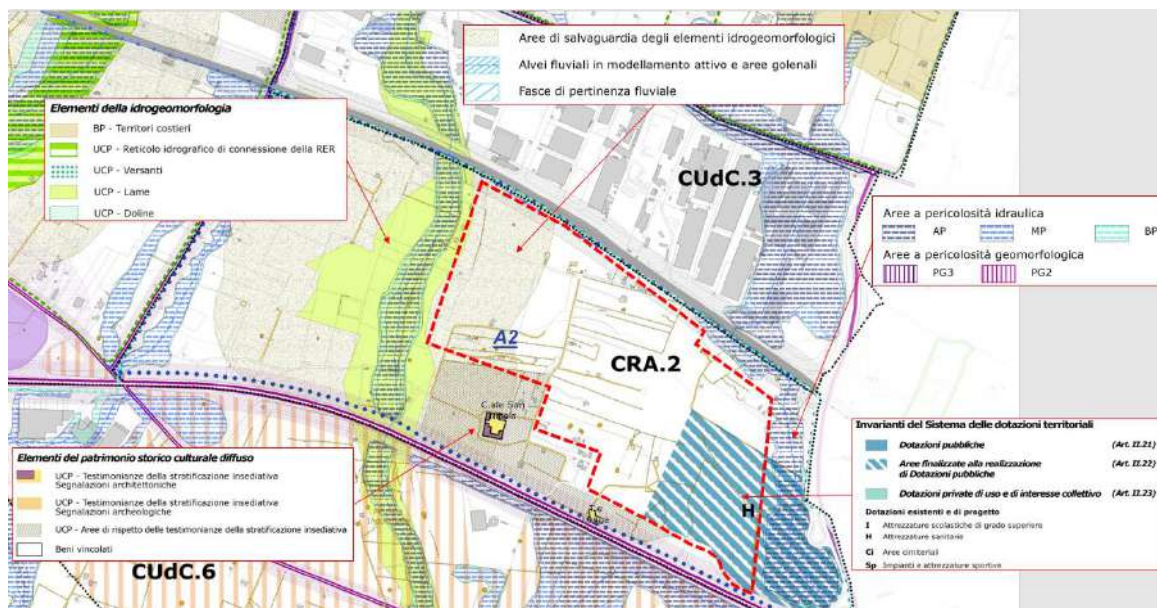 Aree di salvaguardia degli elementi idrogeomorfologici
Alvei fluviali in modellamento attivo e aree golenali
Fasce di pertinenza fluviale
Elementi della idrogeomorfologia
BP - Territori costieri
UCP - Reticolo idrografico di connessione della RER
UCP - Versanti
UCP - Lame
UCP - Doline
CUdC.3
Aree a pericolosità idraulica
AP MP BP
Aree a pericolosità geomorfologica
PG3 PG2
A2
CRA.2
C.ale San
H
Invarianti del Sistema delle dotazioni territoriali
Dotazioni pubbliche (Art. II.21)
Aree finalizzate alla realizzazione (Art. II.22)
di Dotazioni pubbliche
Dotazioni private di uso e di interesse collettivo (Art. II.23)
Dotazioni esistenti e di progetto
I Attrezzature scolastiche di grado superiore
H Attrezzature sanitarie
Ci Aree cimiteriali
Sp Impianti e attrezzature sportive
Elementi del patrimonio storico culturale diffuso
UCP - Testimonianze della stratificazione insediativa
Segnalazioni architettoniche
UCP - Testimonianze della stratificazione insediativa
Segnalazioni archeologiche
UCP - Aree di rispetto delle testimonianze della stratificazione insediativa
Beni vincolati
CUdC.6